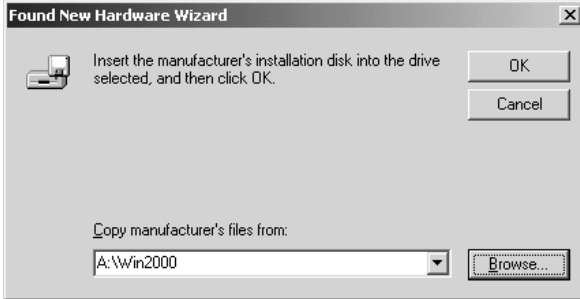 Found New Hardware Wizard
Insert the manufacturer's installation disk into the drive
selected, and then click OK.
OK
Cancel
Copy manufacturer's files from:
A:\Win2000
Browse...